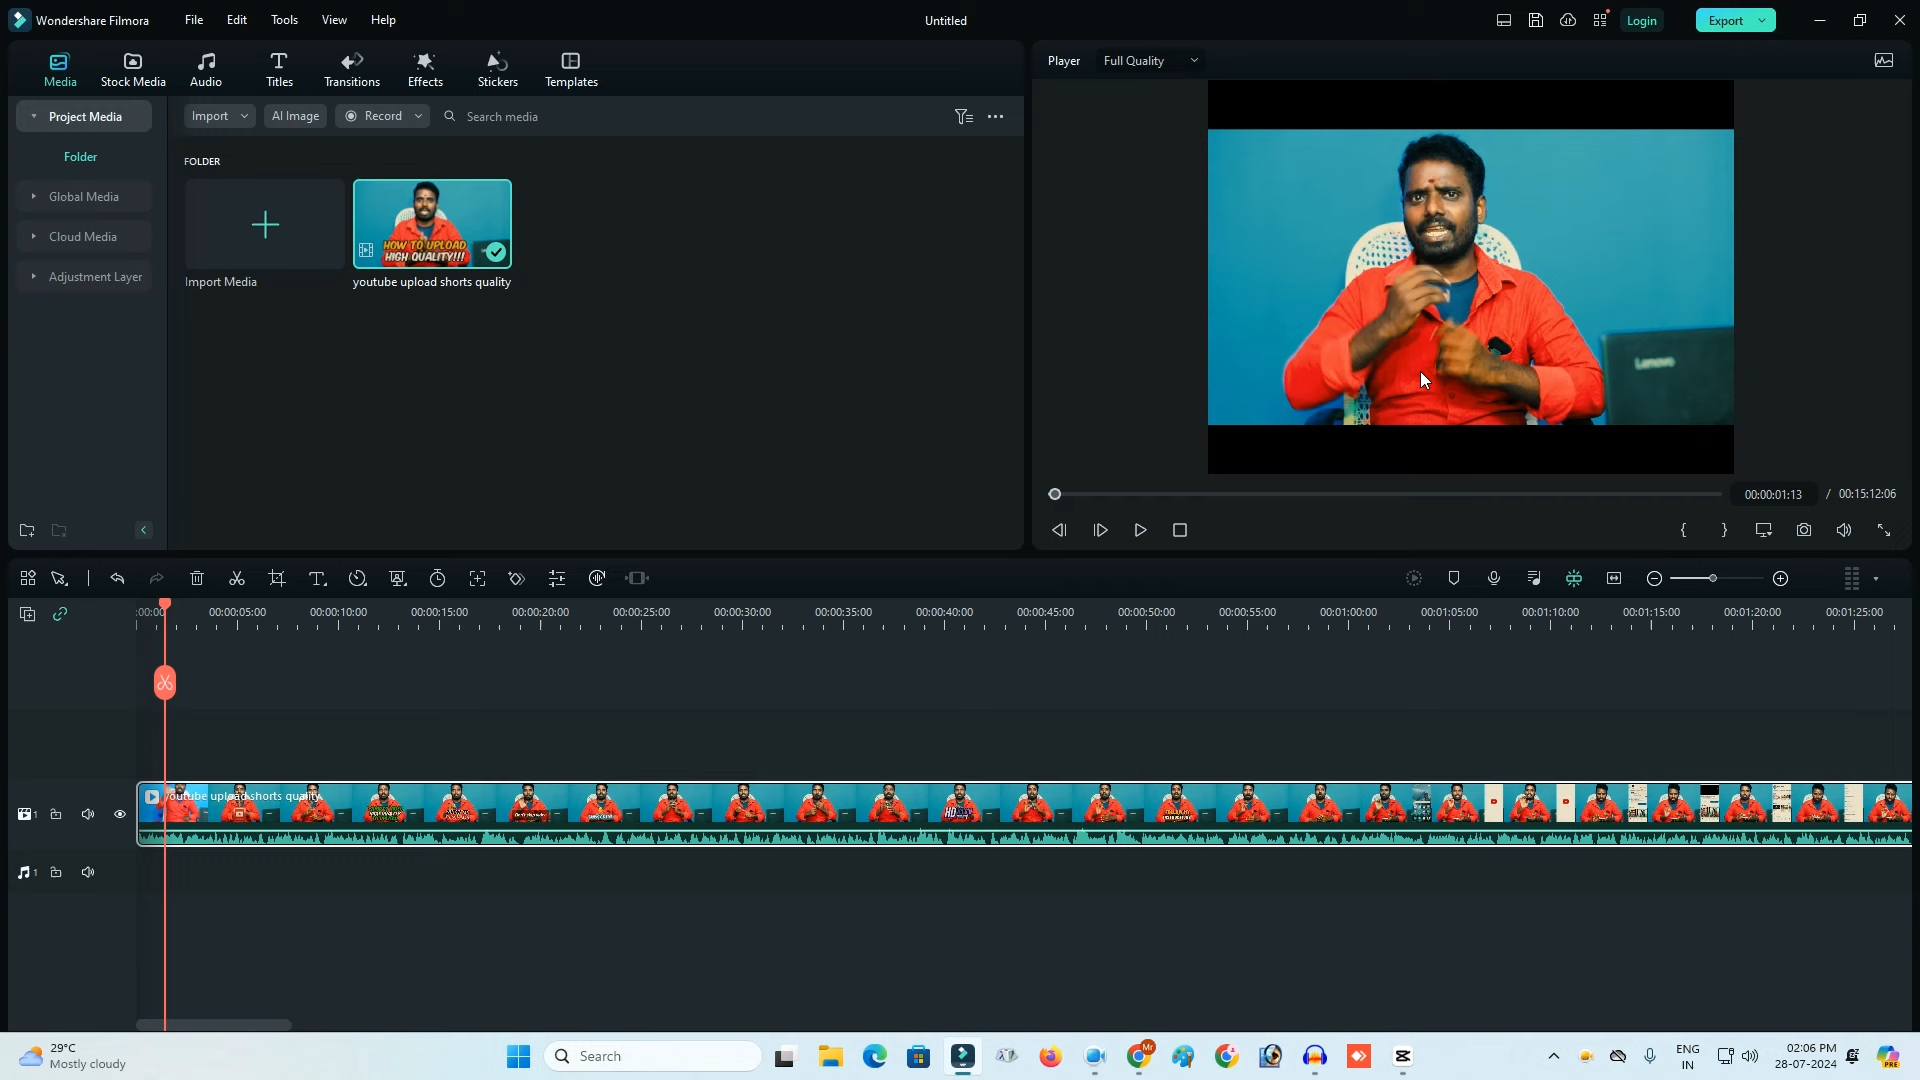 Wondershare Filmora
File
Edit
Tools
View
Help
Untitled
Login
Export
Media
Stock Media
Audio
Titles
Transitions
Effects
Stickers
Templates
Player
Full Quality
Project Media
Folder
Global Media
Cloud Media
Adjustment Layer
Import
AI Image
Record
Search media
FOLDER
HOW TO UPLOAD
HIGH QUALITY!!!
Import Media
youtube upload shorts quality
Lenovo
00:00:01:13 / 00:15:12:06
:00:00 00:00:05:00 00:00:10:00 00:00:15:00 00:00:20:00 00:00:25:00 00:00:30:00 00:00:35:00 00:00:40:00 00:00:45:00 00:00:50:00 00:00:55:00 00:01:00:00 00:01:05:00 00:01:10:00 00:01:15:00 00:01:20:00 00:01:25:00
youtube upload shorts quality
HD
1
1
29°C
Mostly cloudy
Search
Mr
ENG
IN
02:06 PM
28-07-2024
PRE